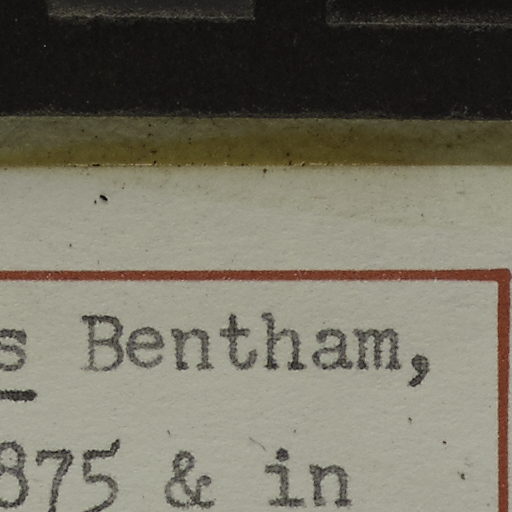 s Bentham,
875 & in